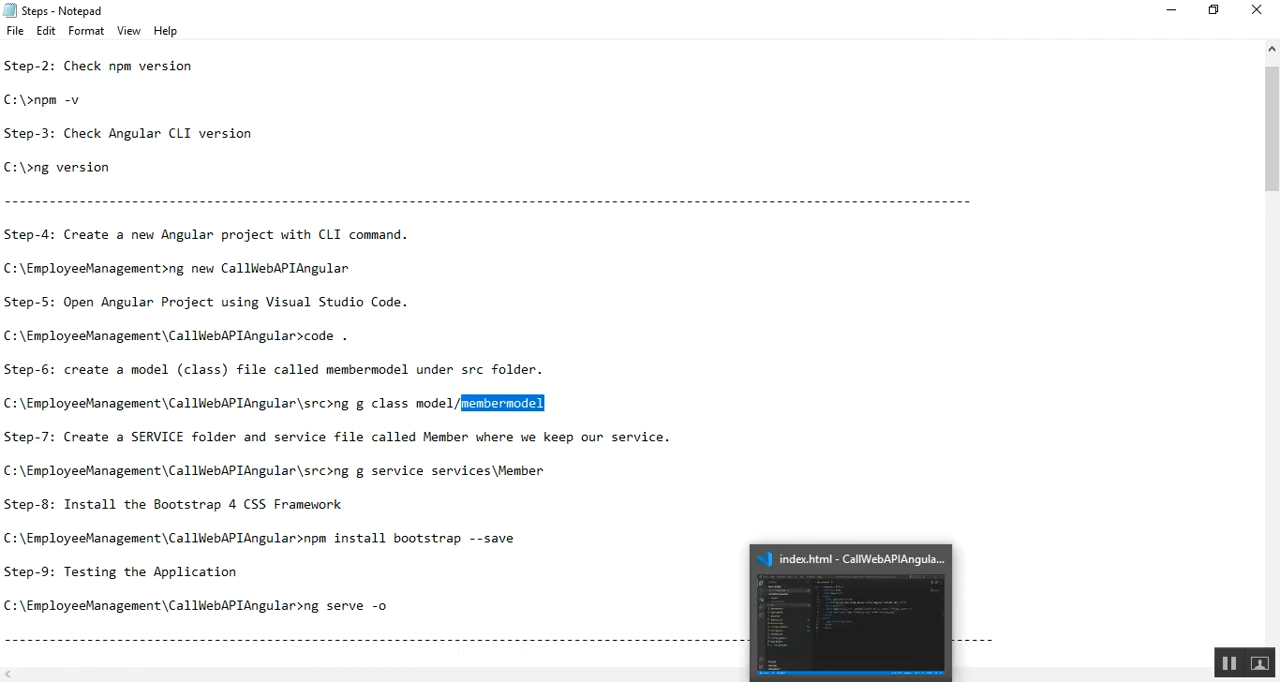 Steps - Notepad
File Edit Format View Help
Step-2: Check npm version
C:\>npm -v
Step-3: Check Angular CLI version
C:\>ng version
Step-4: Create a new Angular project with CLI command.
C:\EmployeeManagement>ng new CallWebAPIAngular
Step-5: Open Angular Project using Visual Studio Code.
C:\EmployeeManagement\CallWebAPIAngular>code .
Step-6: create a model (class) file called membermodel under src folder.
C:\EmployeeManagement\CallWebAPIAngular\src>ng g class model/membermodel
Step-7: Create a SERVICE folder and service file called Member where we keep our service.
C:\EmployeeManagement\CallWebAPIAngular\src>ng g service services\Member
Step-8: Install the Bootstrap 4 CSS Framework
C:\EmployeeManagement\CallWebAPIAngular>npm install bootstrap --save
index.html - CallWebAPIAngula...
Step-9: Testing the Application
C:\EmployeeManagement\CallWebAPIAngular>ng serve -o